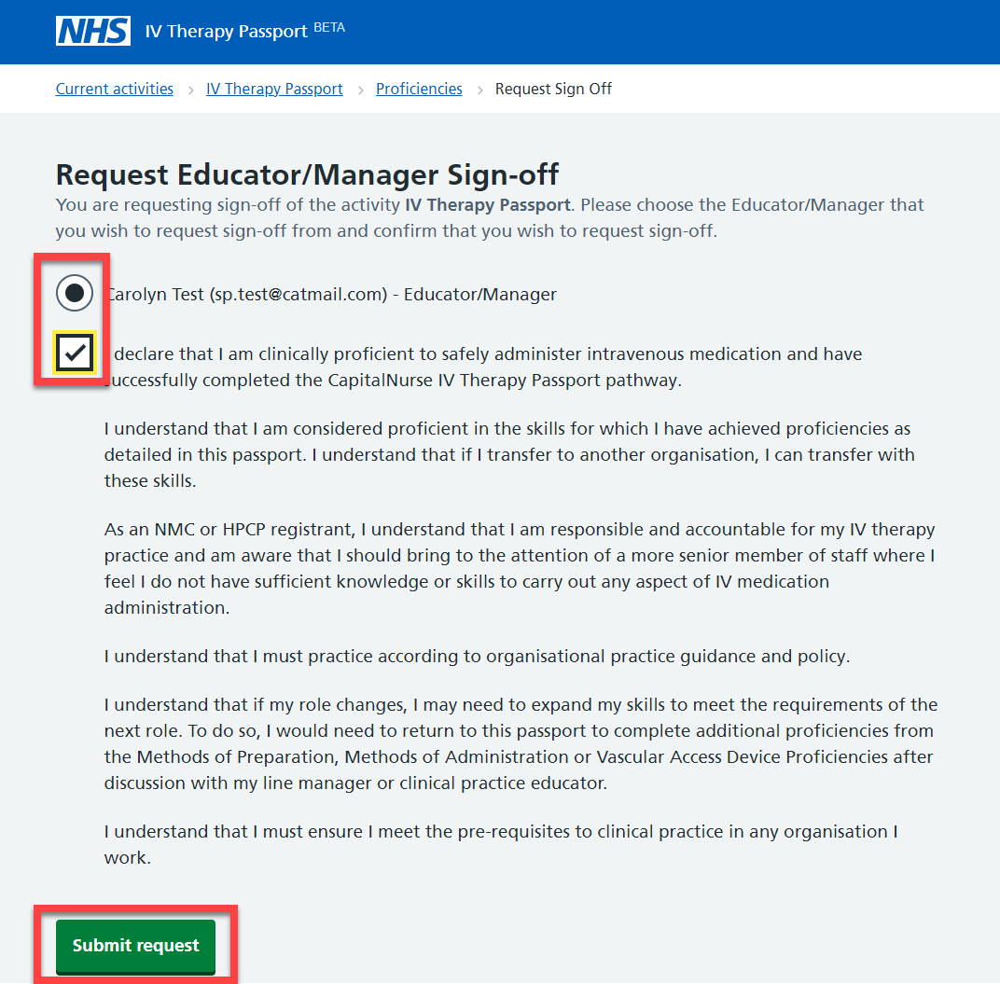 NHS IV Therapy Passport BETA
Current activities > IV Therapy Passport > Proficiencies > Request Sign Off
Request Educator/Manager Sign-off
You are requesting sign-off of the activity IV Therapy Passport. Please choose the Educator/Manager that
you wish to request sign-off from and confirm that you wish to request sign-off.
Carolyn Test (sp.test@catmail.com) - Educator/Manager
I declare that I am clinically proficient to safely administer intravenous medication and have
successfully completed the CapitalNurse IV Therapy Passport pathway.
I understand that I am considered proficient in the skills for which I have achieved proficiencies as
detailed in this passport. I understand that if I transfer to another organisation, I can transfer with
these skills.
As an NMC or HPCP registrant, I understand that I am responsible and accountable for my IV therapy
practice and am aware that I should bring to the attention of a more senior member of staff where I
feel I do not have sufficient knowledge or skills to carry out any aspect of IV medication
administration.
I understand that I must practice according to organisational practice guidance and policy.
I understand that if my role changes, I may need to expand my skills to meet the requirements of the
next role. To do so, I would need to return to this passport to complete additional proficiencies from
the Methods of Preparation, Methods of Administration or Vascular Access Device Proficiencies after
discussion with my line manager or clinical practice educator.
I understand that I must ensure I meet the pre-requisites to clinical practice in any organisation I
work.
Submit request